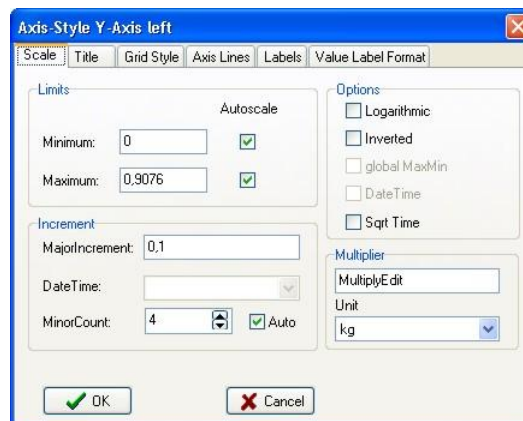 Axis-Style Y-Axis left
Scale Title Grid Style Axis Lines Labels Value Label Format
Limits
Autoscale
Minimum: 0
Maximum: 0,9076
Increment
MajorIncrement: 0,1
DateTime:
MinorCount: 4 Auto
Options
Logarithmic
Inverted
global MaxMin
DateTime
Sqrt Time
Multiplier
MultiplyEdit
Unit
kg
OK Cancel